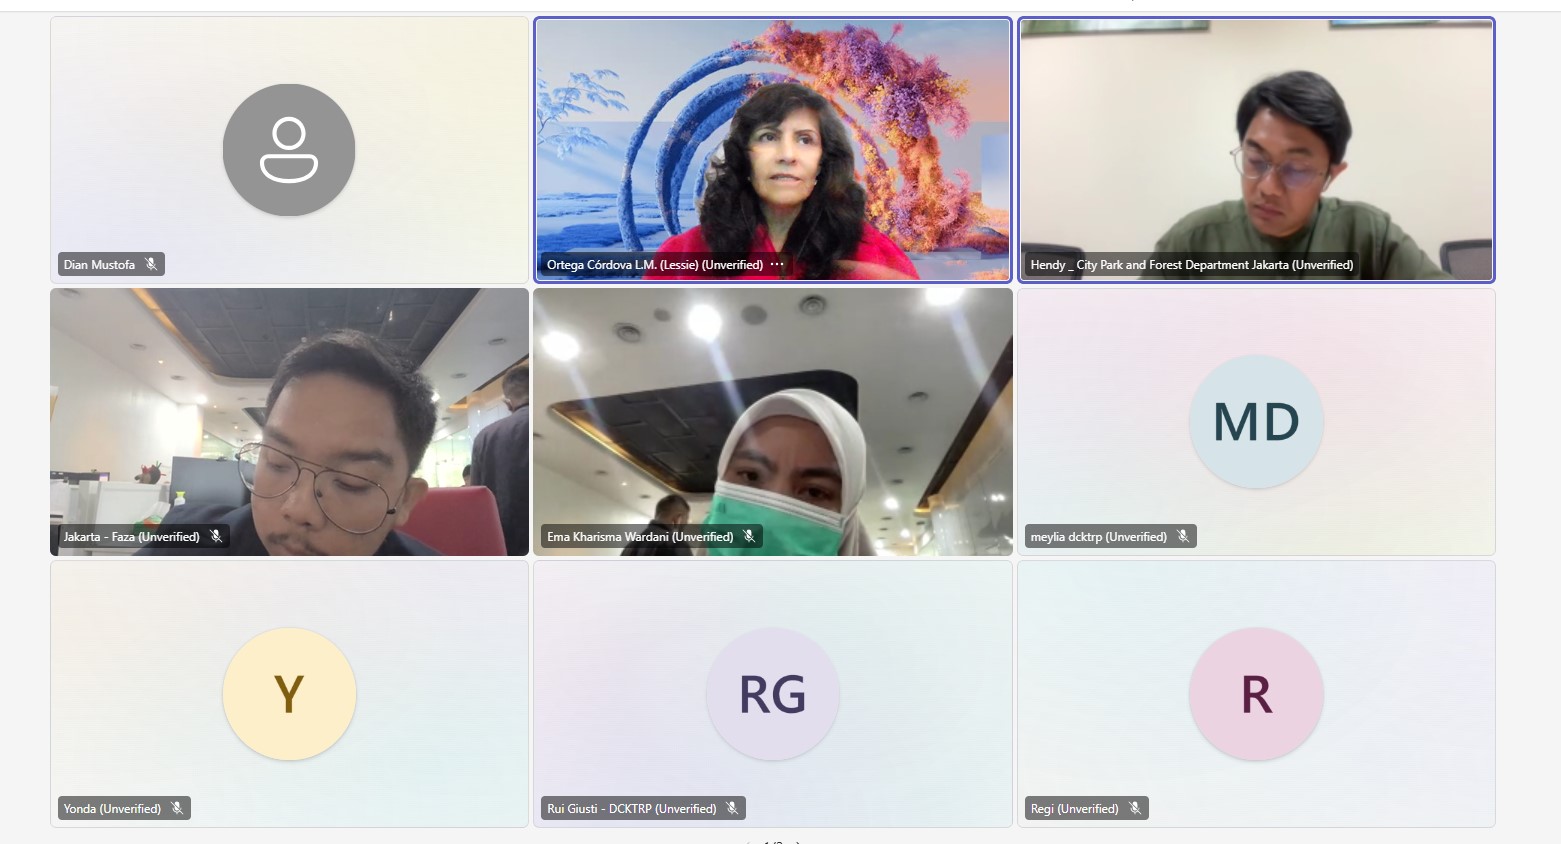 Dian Mustofa
Ortega Córdova L.M. (Lessie) (Unverified) ···
Hendy _ City Park and Forest Department Jakarta (Unverified)
Jakarta - Faza (Unverified)
Ema Kharisma Wardani (Unverified)
MD
meylia dcktrp (Unverified)
Y
Yonda (Unverified)
RG
Rui Giusti - DCKTRP (Unverified)
R
Regi (Unverified)